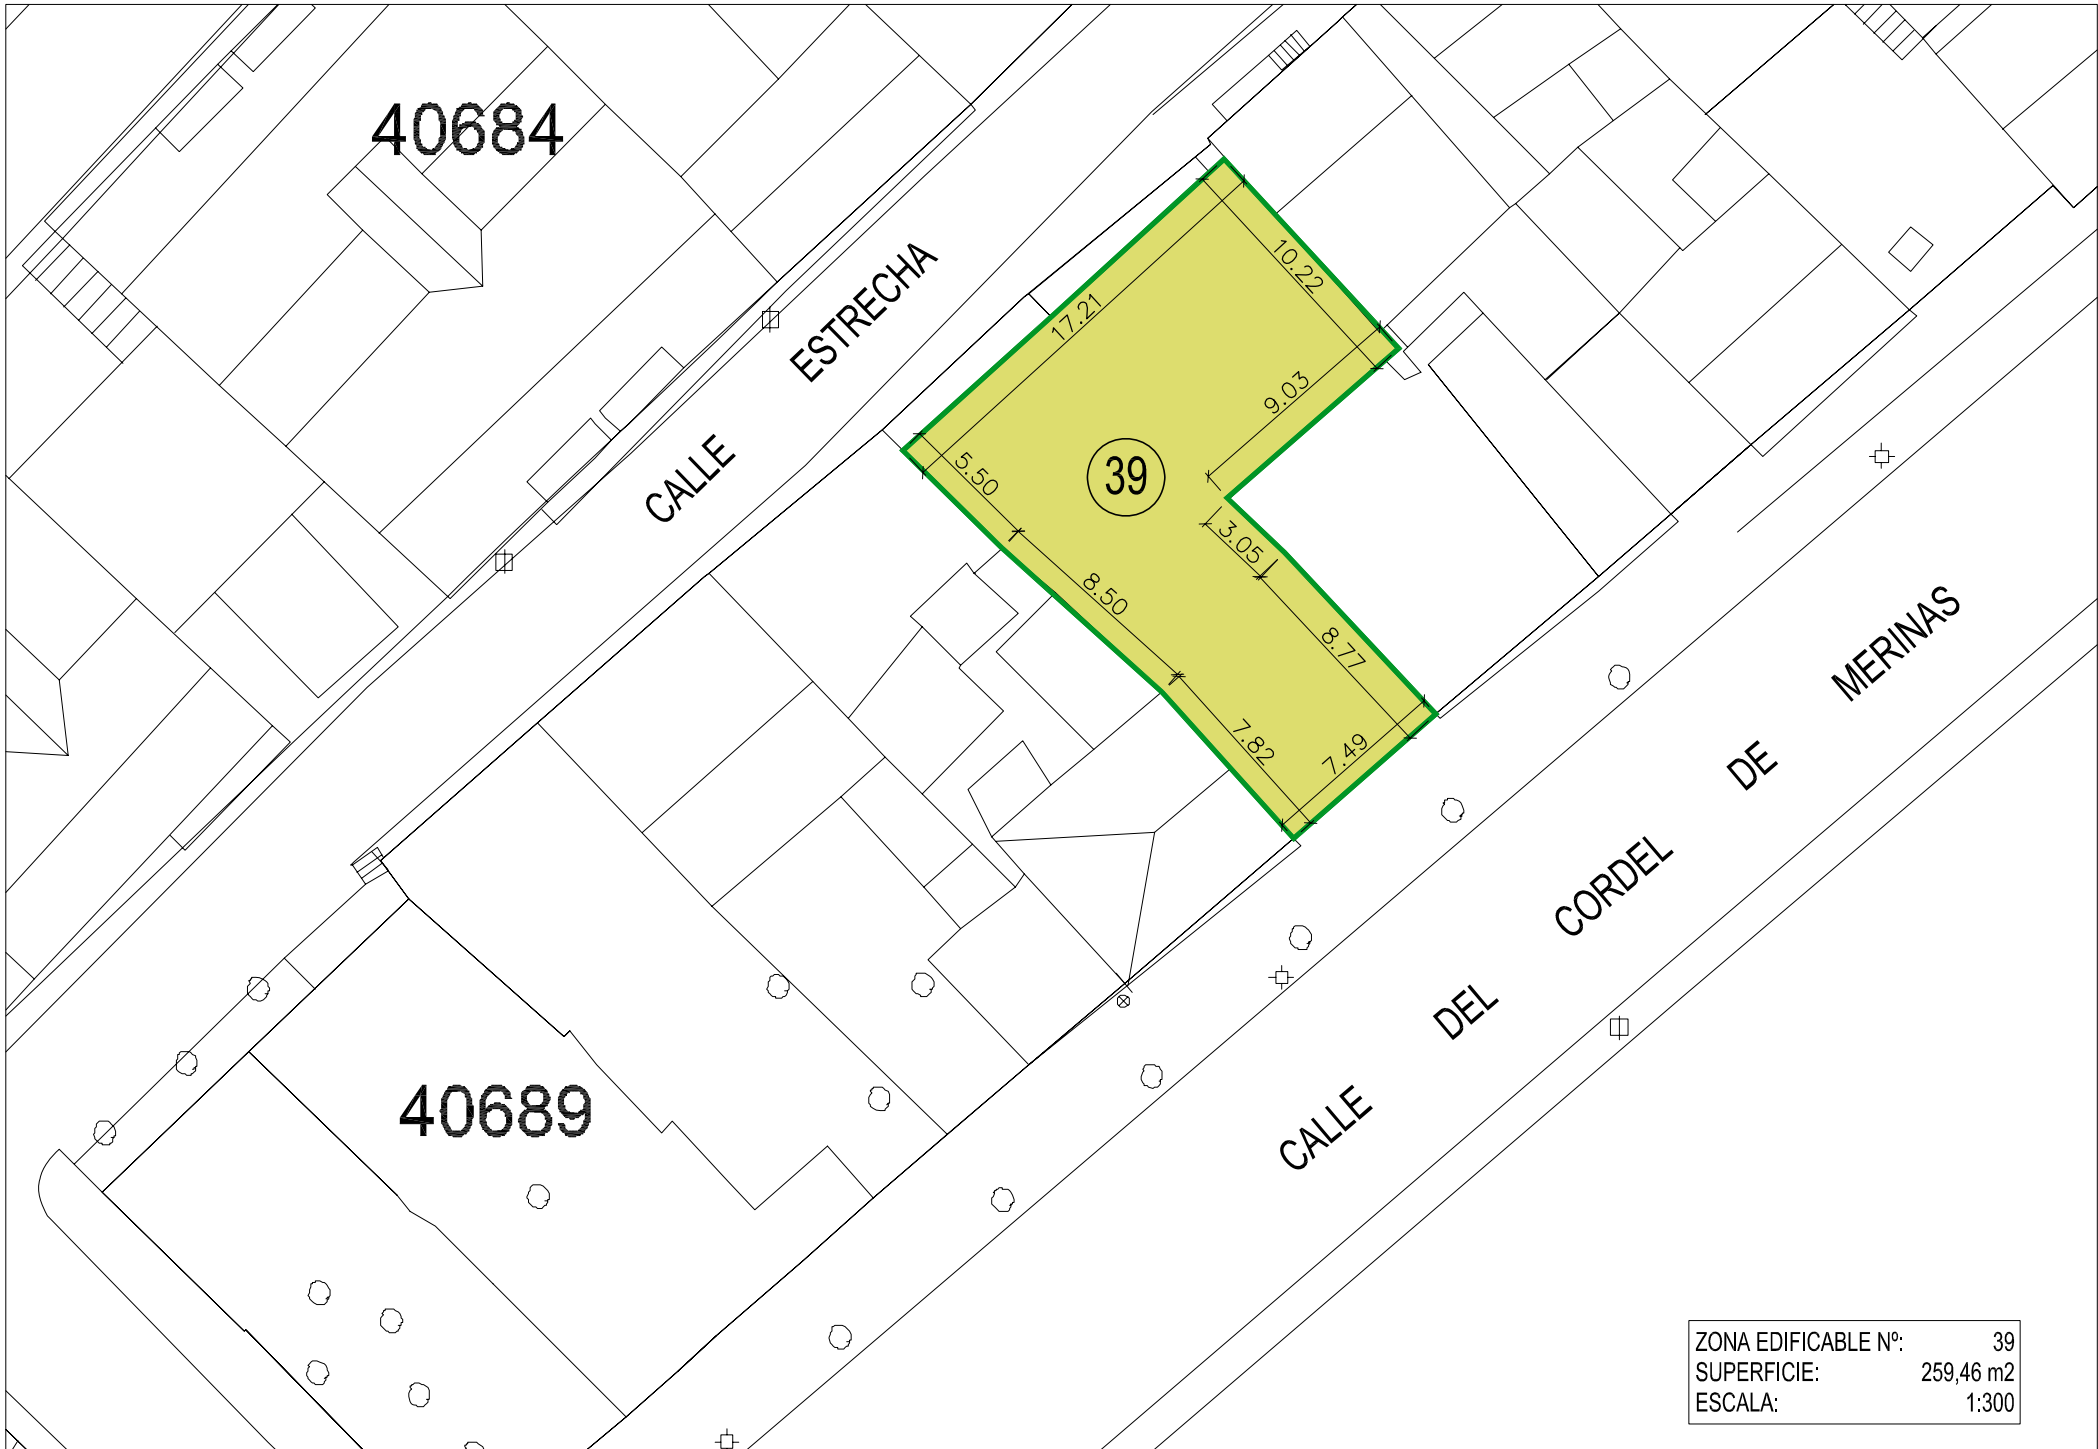 40684
CALLE ESTRECHA
10.22
17.21
9.03
39
5.50
3.05
8.50
8.77
7.82
7.49
CALLE DEL CORDEL DE MERINAS
40689
ZONA EDIFICABLE Nº: 39
SUPERFICIE: 259,46 m2
ESCALA: 1:300